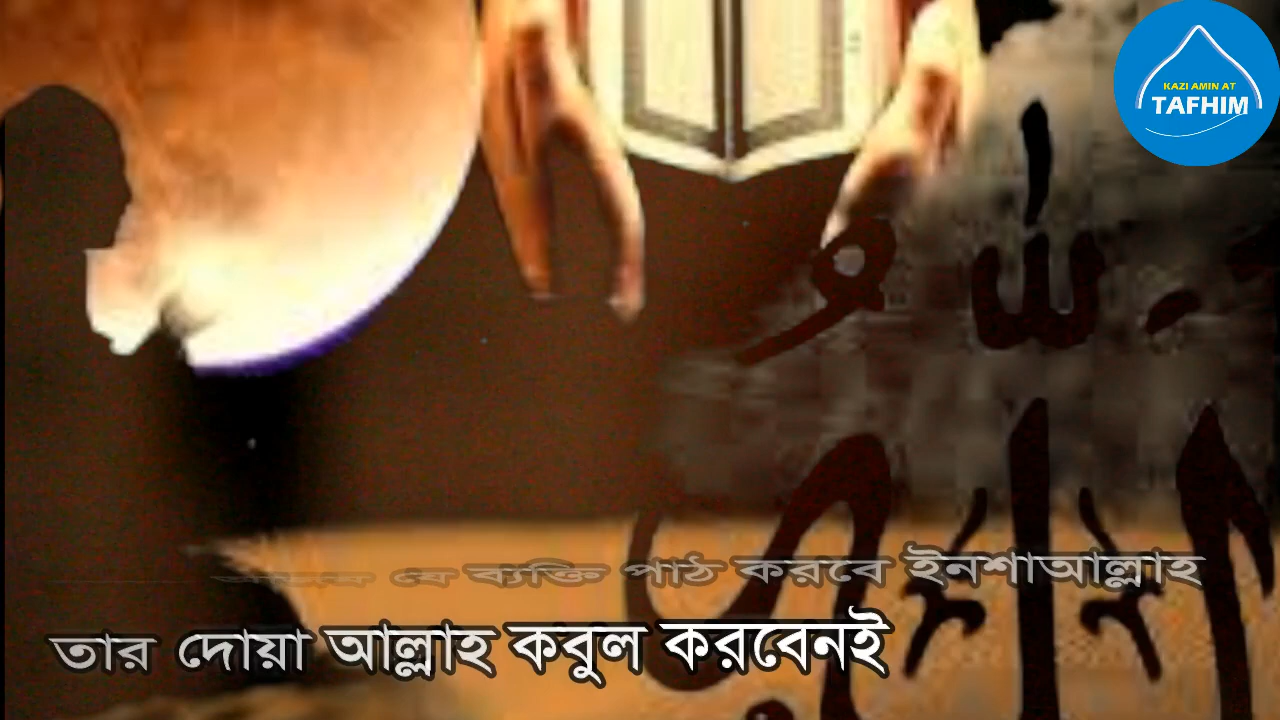 KAZI AMIN AT
TAFHIM
যে ব্যক্তি পাঠ করবে ইনশাআল্লাহ
তার দোয়া আল্লাহ কবুল করবেনই